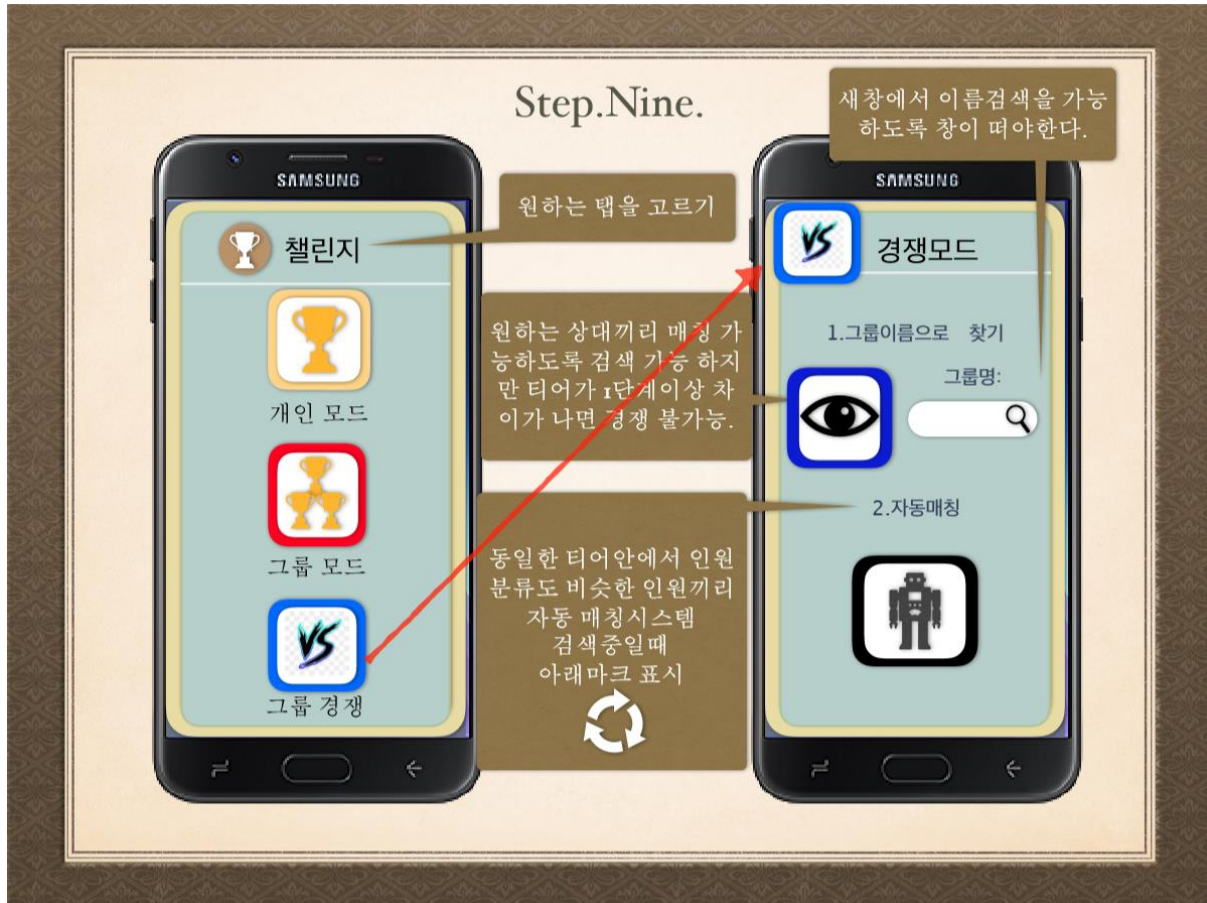 Step.Nine.
새창에서 이름검색을 가능
하도록 창이 떠야한다.
SAMSUNG
챌린지
개인 모드
그룹 모드
VS
그룹 경쟁
원하는 탭을 고르기
원하는 상대끼리 매칭 가
능하도록 검색 가능 하지
만 티어가 1단계이상 차
이가 나면 경쟁 불가능.
동일한 티어안에서 인원
분류도 비슷한 인원끼리
자동 매칭시스템
검색중일때
아래마크 표시
SAMSUNG
VS
경쟁모드
1.그룹이름으로 찾기
그룹명:
2.자동매칭